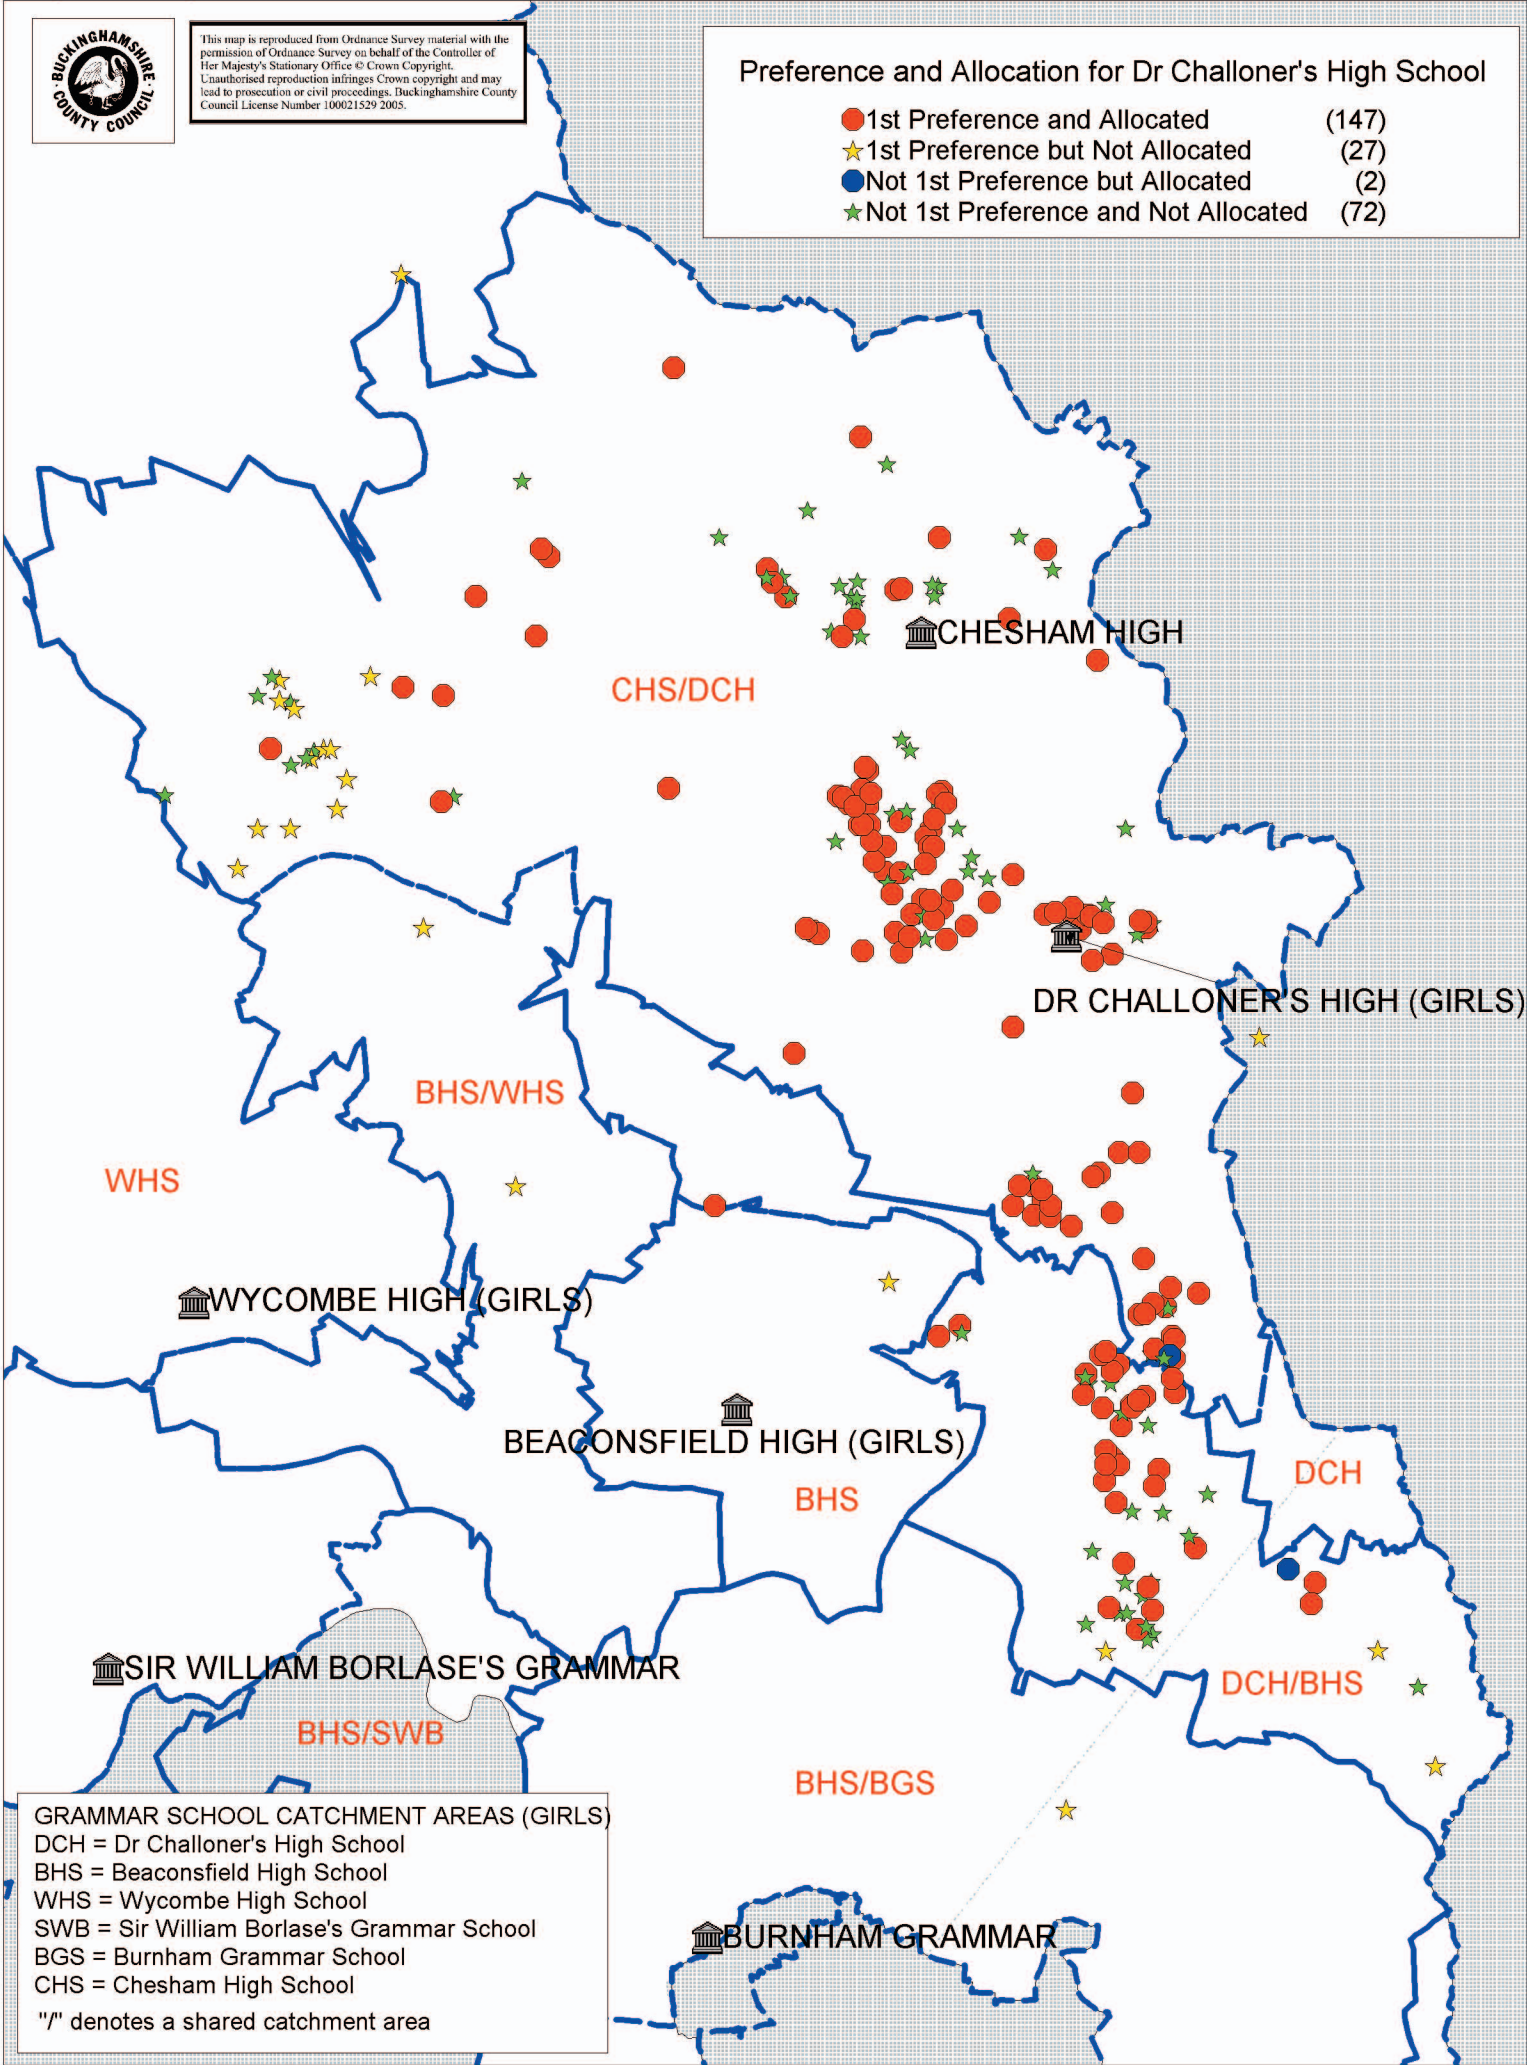 BUCKINGHAMSHIRE
COUNTY COUNCIL
This map is reproduced from Ordnance Survey material with the
permission of Ordnance Survey on behalf of the Controller of
Her Majesty's Stationary Office © Crown Copyright.
Unauthorised reproduction infringes Crown copyright and may
lead to prosecution or civil proceedings. Buckinghamshire County
Council License Number 100021529 2005.
Preference and Allocation for Dr Challoner's High School
1st Preference and Allocated (147)
1st Preference but Not Allocated (27)
Not 1st Preference but Allocated (2)
Not 1st Preference and Not Allocated (72)
CHESHAM HIGH
CHS/DCH
DR CHALLONER'S HIGH (GIRLS)
BHS/WHS
WHS
WYCOMBE HIGH (GIRLS)
BEACONSFIELD HIGH (GIRLS)
DCH
BHS
SIR WILLIAM BORLASE'S GRAMMAR
DCH/BHS
BHS/SWB
BHS/BGS
GRAMMAR SCHOOL CATCHMENT AREAS (GIRLS)
DCH = Dr Challoner's High School
BHS = Beaconsfield High School
WHS = Wycombe High School
SWB = Sir William Borlase's Grammar School
BGS = Burnham Grammar School
CHS = Chesham High School
"/" denotes a shared catchment area
BURNHAM GRAMMAR